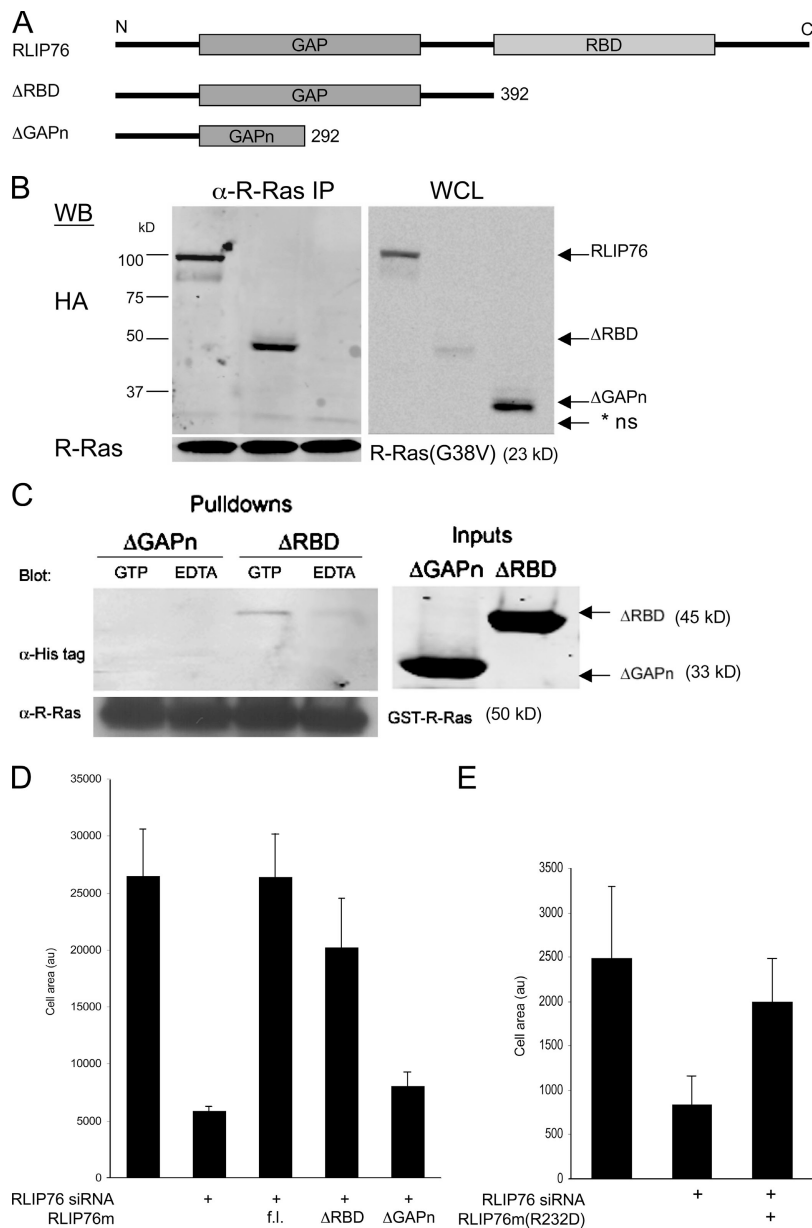 A
N
C
RLIP76
GAP
RBD
ΔRBD
GAP
392
ΔGAPn
GAPn
292
B
α-R-Ras IP
WCL
WB
kD
100
RLIP76
75
HA
50
ΔRBD
37
ΔGAPn
* ns
R-Ras
R-Ras(G38V) (23 kD)
C
Pulldowns
ΔGAPn
ΔRBD
Inputs
Blot:
GTP
EDTA
GTP
EDTA
ΔGAPn
ΔRBD
ΔRBD (45 kD)
α-His tag
ΔGAPn (33 kD)
α-R-Ras
GST-R-Ras (50 kD)
D
35000
30000
25000
20000
15000
10000
5000
0
Cell area (au)
RLIP76 siRNA + + + +
RLIP76m f.l. ΔRBD ΔGAPn
E
3500
3000
2500
2000
1500
1000
500
0
Cell area (au)
RLIP76 siRNA + +
RLIP76m(R232D) +